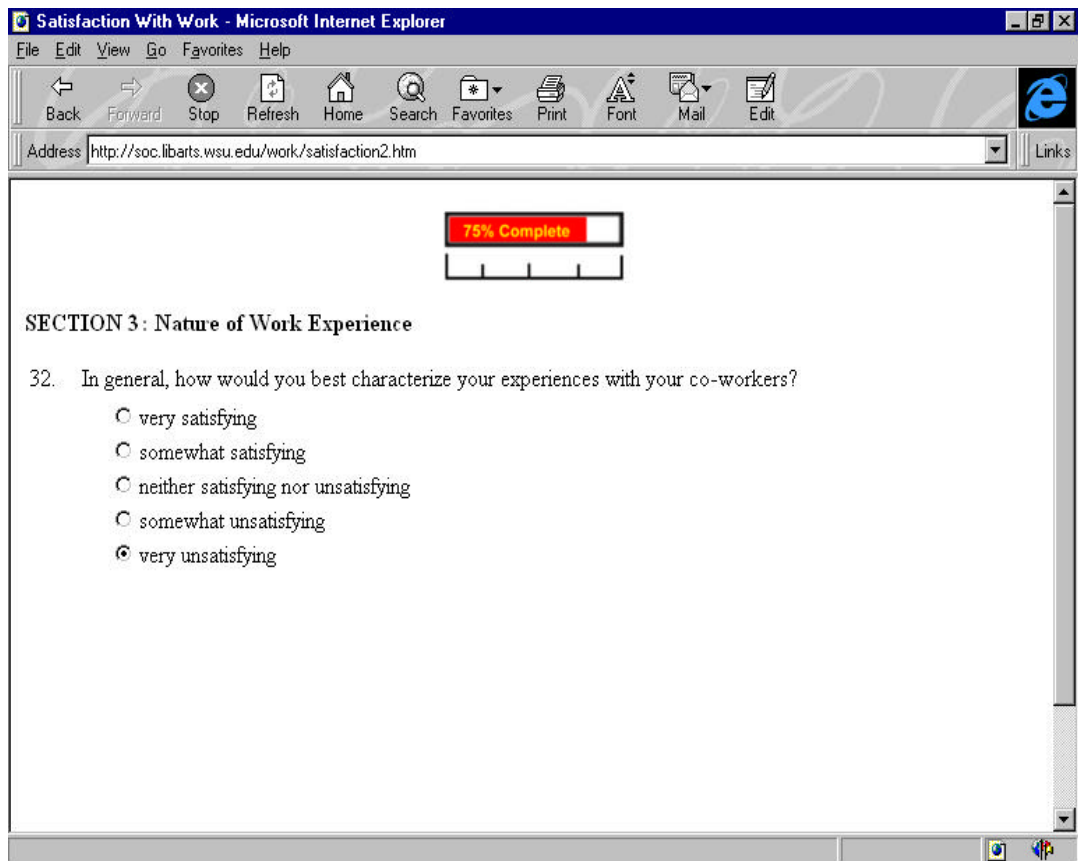 Satisfaction With Work - Microsoft Internet Explorer
File Edit View Go Favorites Help
Back Forward Stop Refresh Home Search Favorites Print Font Mail Edit
Address http://soc.libarts.wsu.edu/work/satisfaction2.htm Links
75% Complete
SECTION 3: Nature of Work Experience
32. In general, how would you best characterize your experiences with your co-workers?
very satisfying
somewhat satisfying
neither satisfying nor unsatisfying
somewhat unsatisfying
very unsatisfying